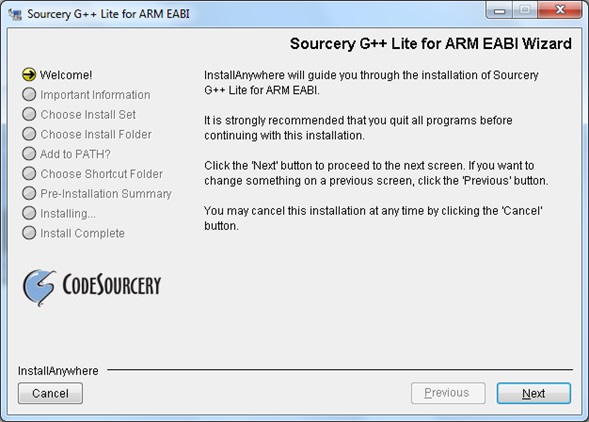 Sourcery G++ Lite for ARM EABI
Sourcery G++ Lite for ARM EABI Wizard
Welcome!
Important Information
Choose Install Set
Choose Install Folder
Add to PATH?
Choose Shortcut Folder
Pre-Installation Summary
Installing...
Install Complete
CodeSourcery
InstallAnywhere will guide you through the installation of Sourcery
G++ Lite for ARM EABI.
It is strongly recommended that you quit all programs before
continuing with this installation.
Click the 'Next' button to proceed to the next screen. If you want to
change something on a previous screen, click the 'Previous' button.
You may cancel this installation at any time by clicking the 'Cancel'
button.
InstallAnywhere
Cancel
Previous
Next